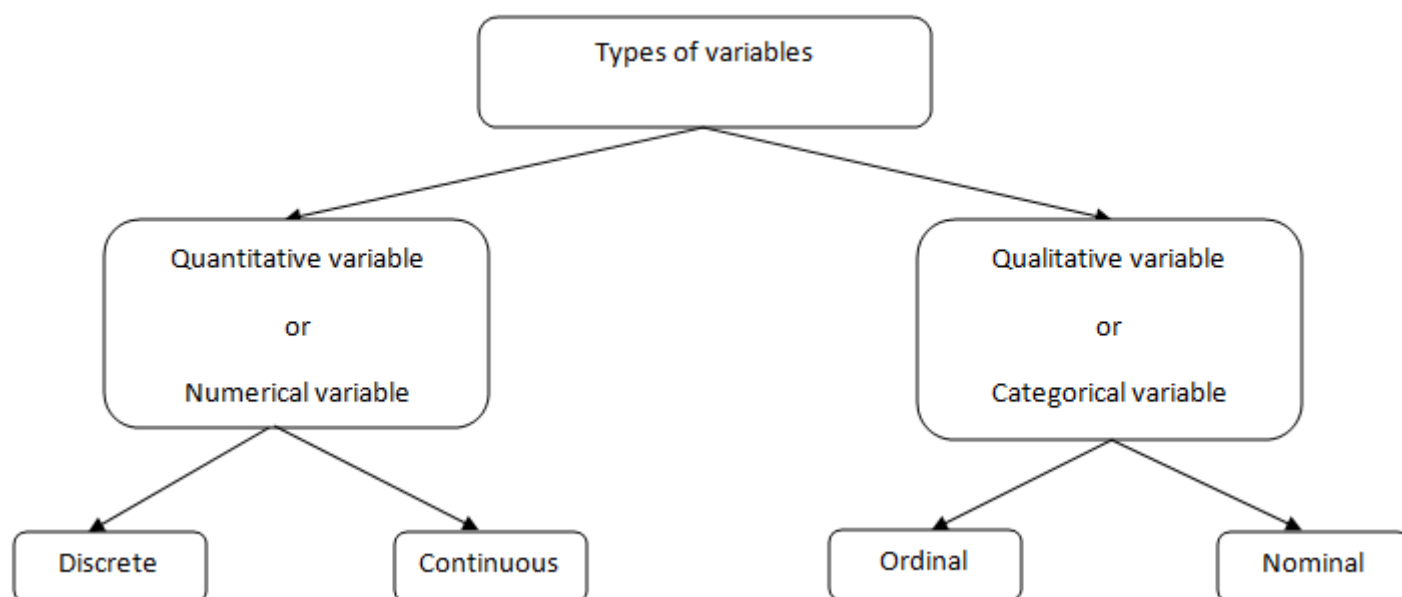 Types of variables
Quantitative variable
or
Numerical variable
Qualitative variable
or
Categorical variable
Discrete
Continuous
Ordinal
Nominal